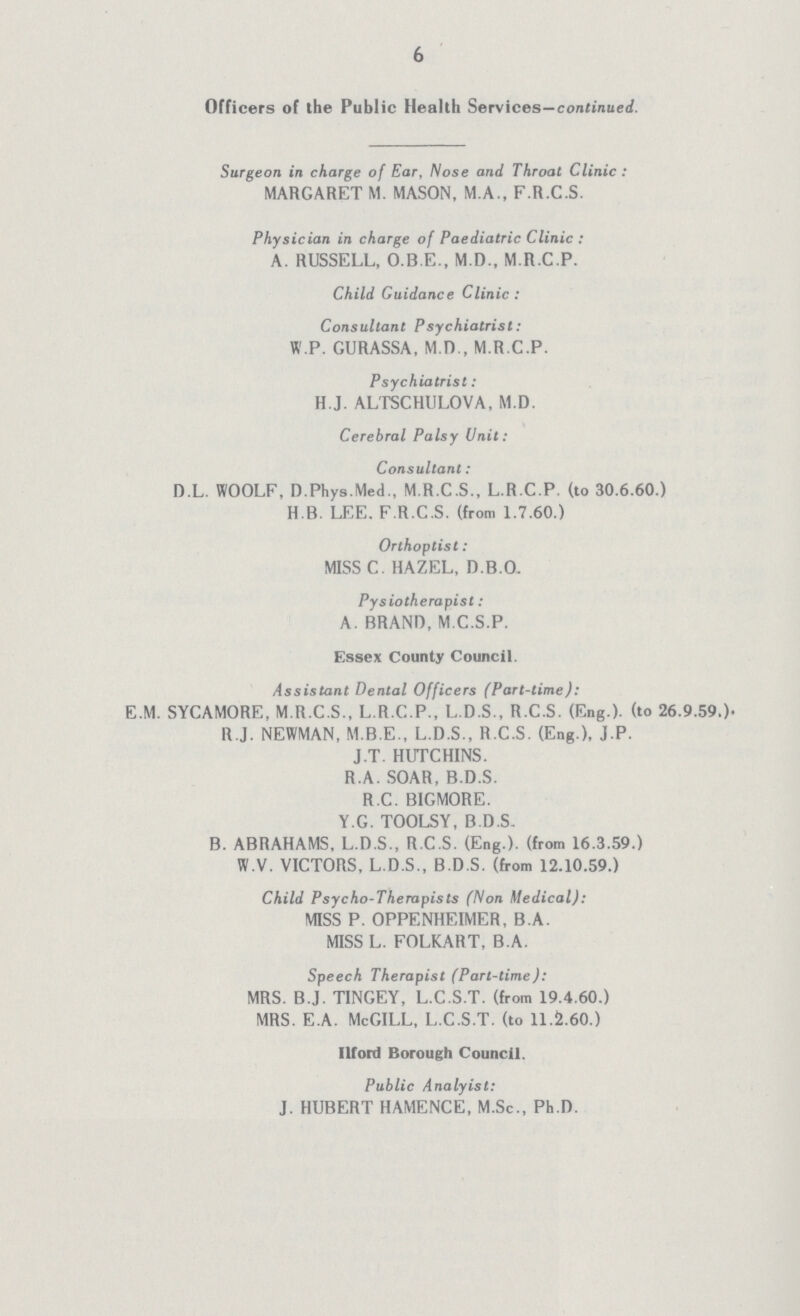 6
Officers of the Public Health Services—continued.
Surgeon in charge of Ear, Nose and Throat Clinic :
MARGARET M. MASON, M.A., F.R.C.S.
Physician in charge of Paediatric Clinic :
A. RUSSELL, O.B.E., M.D., M.R.C.P.
Child Guidance Clinic :
Consultant Psychiatrist:
W.P. GURASSA, M.D., M.R.C.P.
Psychiatrist :
H.J. ALTSCHULOVA, M.D.
Cerebral Palsy Unit:
Consultant :
D.L. WOOLF, D.Phys.Med., M.R.C.S., L.R.C.P. (to 30.6.60.)
H.B. LEE. F.R.C.S. (from 1.7.60.)
Orthoptist :
MISS C. HAZEL, D.B.O.
Pysiotherapist :
A. BRAND, M.C.S.P.
Essex County Council.
Assistant Dental Officers (Part-time):
E.M. SYCAMORE, M.R.C.S., L.R.C.P., L.D.S., R.C.S. (Eng.). (to 26.9.59.).
R.J. NEWMAN, M.B.E., L.D.S., R.C.S. (Eng.), J.P.
J.T. HUTCHINS.
R.A. SOAR, B.D.S.
R.C. BIGMORE.
Y.G. TOOLSY, B.D.S.
B. ABRAHAMS, L.D.S., R.C.S. (Eng.). (from 16.3.59.)
W.V. VICTORS, L.D.S., B.D.S. (from 12.10.59.)
Child Psycho-Therapists (Non Medical):
MISS P. OPPENHEIMER, B.A.
MISS L. FOLKART, B.A.
Speech Therapist (Part-time):
MRS. B.J. TINGEY, L.C.S.T. (from 19.4.60.)
MRS. E.A. McGILL, L.C.S.T. (to 11.2.60.)
Ilford Borough Council.
Public Analyist:
J. HUBERT HAMENCE, M.Sc., Ph.D.